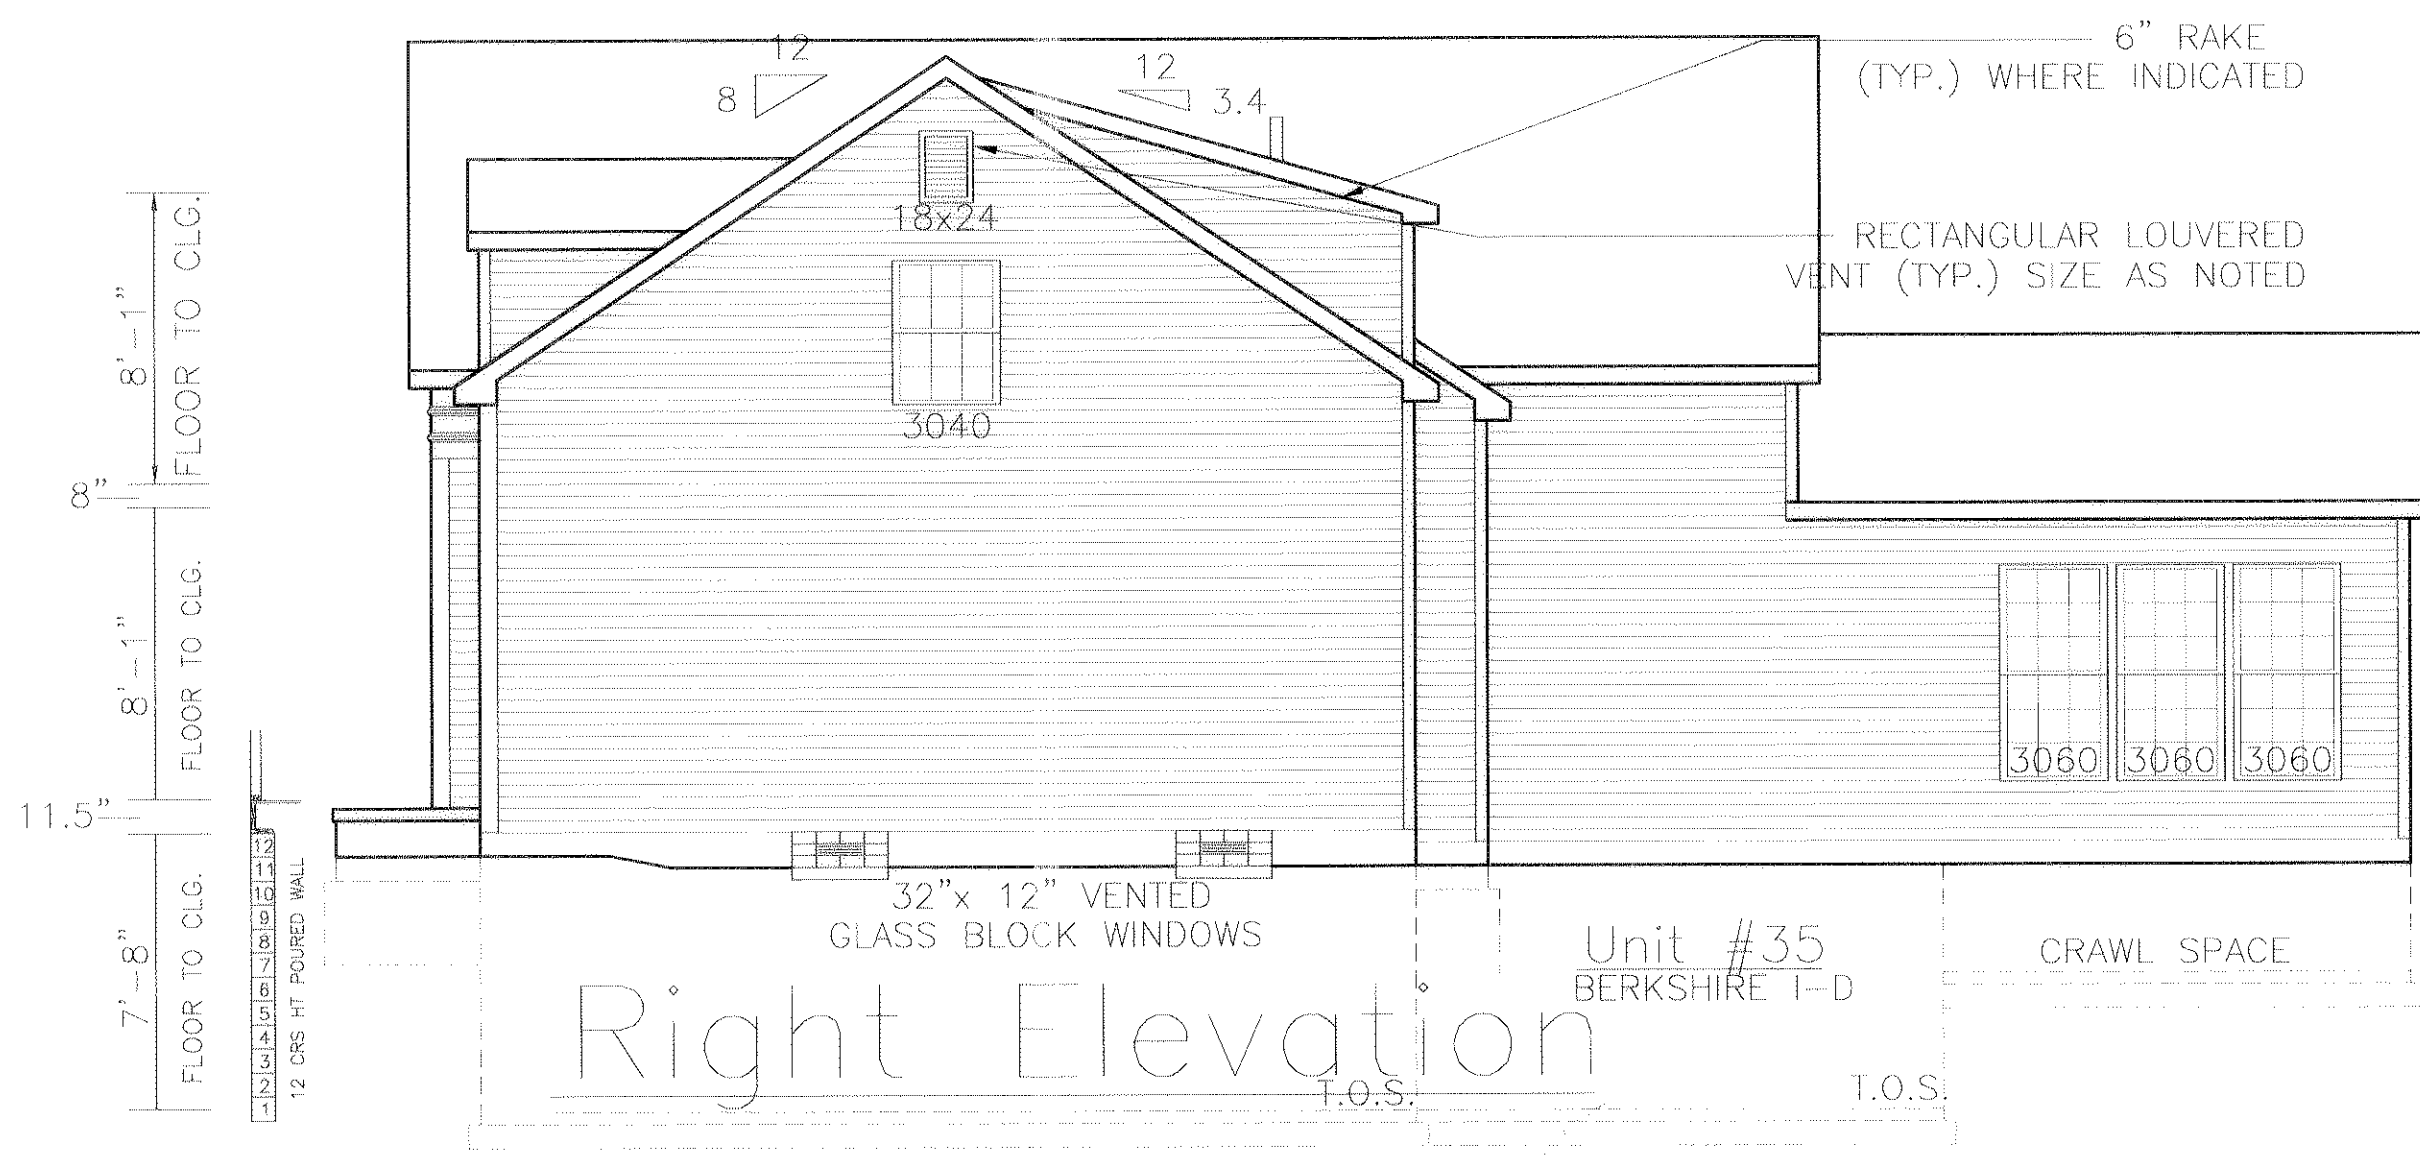 12
8
12
3.4
6" RAKE
(TYP.) WHERE INDICATED
18x24
RECTANGULAR LOUVERED
VENT (TYP.) SIZE AS NOTED
3040
8'-1"
FLOOR TO CLG.
8"
8'-1"
FLOOR TO CLG.
11.5"
3060 3060 3060
7'-8"
FLOOR TO CLG.
12
11
10
9
8
7
6
5
4
3
2
1
12 CRS HT POURED WALL
32"x 12" VENTED
GLASS BLOCK WINDOWS
Unit #35
BERKSHIRE I-D
CRAWL SPACE
Right Elevation
T.O.S.
T.O.S.